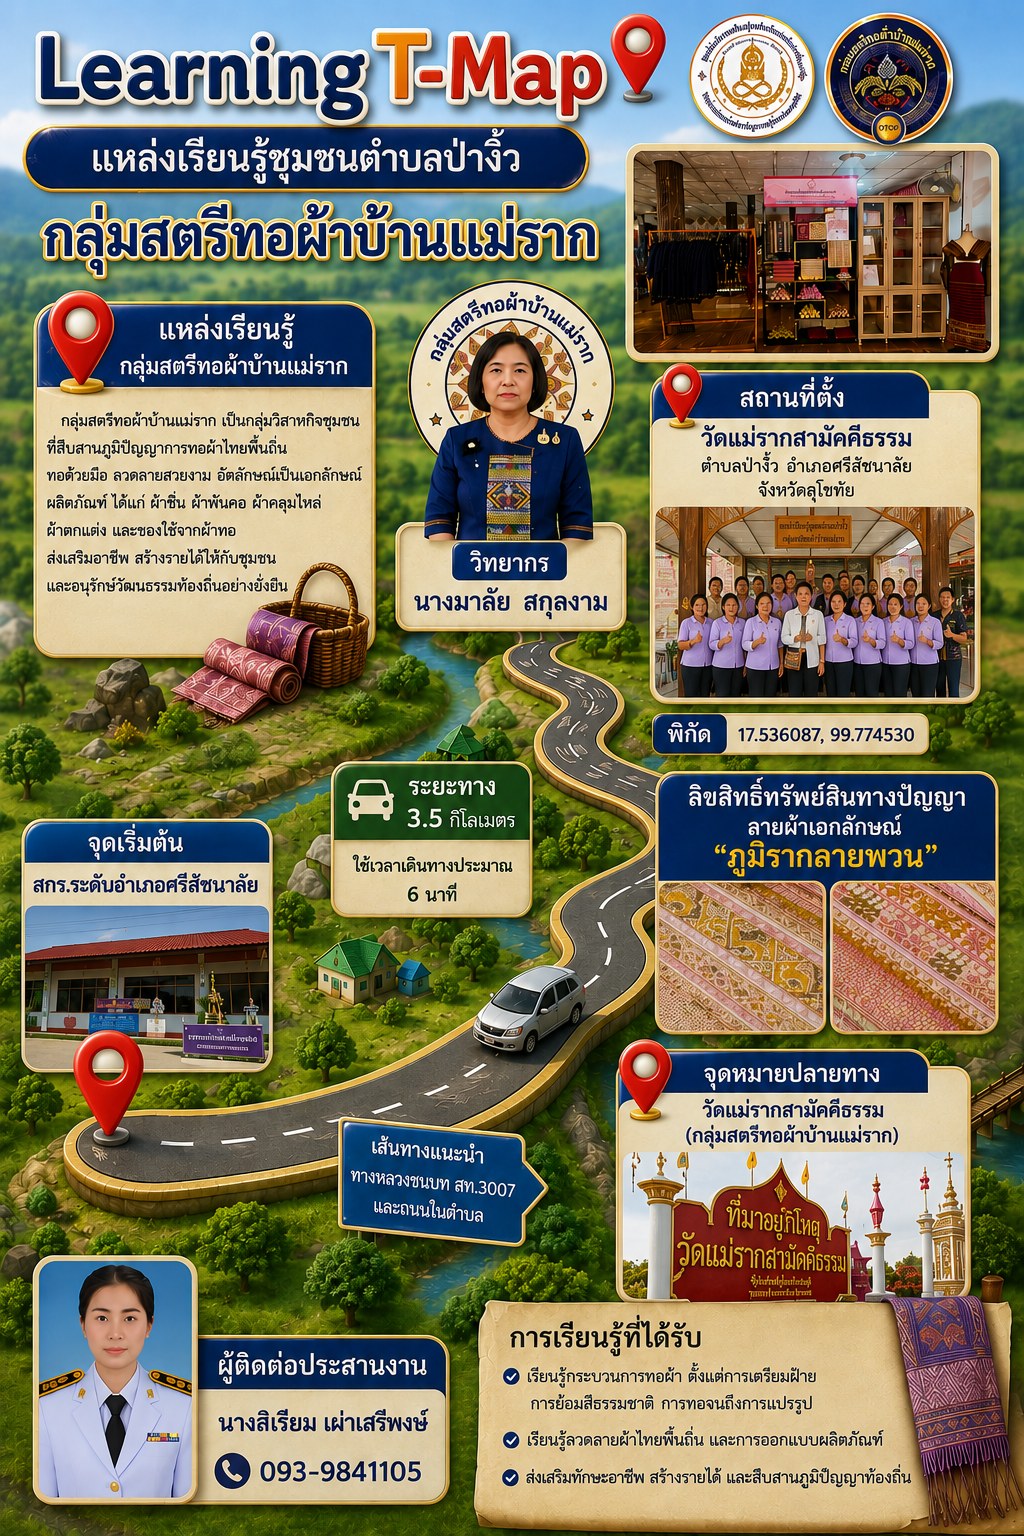 Learning T-Map
แหล่งเรียนรู้ชุมชนตำบลป่างิ้ว
กลุ่มสตรีทอผ้าบ้านแม่ราก
OTOP
แหล่งเรียนรู้
กลุ่มสตรีทอผ้าบ้านแม่ราก
กลุ่มสตรีทอผ้าบ้านแม่ราก เป็นกลุ่มวิสาหกิจชุมชน
ที่สืบสานภูมิปัญญาการทอผ้าไทยพื้นถิ่น
ทอด้วยมือ ลวดลายสวยงาม อัตลักษณ์เป็นเอกลักษณ์
ผลิตภัณฑ์ ได้แก่ ผ้าซิ่น ผ้าพันคอ ผ้าคลุมไหล่
ผ้าตกแต่ง และของใช้จากผ้าทอ
ส่งเสริมอาชีพ สร้างรายได้ให้กับชุมชน
และอนุรักษ์วัฒนธรรมท้องถิ่นอย่างยั่งยืน
กลุ่มสตรีทอผ้าบ้านแม่ราก
วิทยากร
นางมาลัย สกุลงาม
สถานที่ตั้ง
วัดแม่รากสามัคคีธรรม
ตำบลป่างิ้ว อำเภอศรีสัชนาลัย
จังหวัดสุโขทัย
พิกัด 17.536087, 99.774530
ระยะทาง
3.5 กิโลเมตร
ใช้เวลาเดินทางประมาณ
6 นาที
ลิขสิทธิ์ทรัพย์สินทางปัญญา
ลายผ้าเอกลักษณ์
“ภูมิรากลายพวน”
จุดเริ่มต้น
สกร.ระดับอำเภอศรีสัชนาลัย
จุดหมายปลายทาง
วัดแม่รากสามัคคีธรรม
(กลุ่มสตรีทอผ้าบ้านแม่ราก)
วัดแม่รากสามัคคีธรรม
เส้นทางแนะนำ
ทางหลวงชนบท สท.3007
และถนนในตำบล
ผู้ติดต่อประสานงาน
นางสิเรียม เผ่าเสรีพงษ์
093-9841105
การเรียนรู้ที่ได้รับ
เรียนรู้กระบวนการทอผ้า ตั้งแต่การเตรียมฝ้าย
การย้อมสีธรรมชาติ การทอจนถึงการแปรรูป
เรียนรู้ลวดลายผ้าไทยพื้นถิ่น และการออกแบบผลิตภัณฑ์
ส่งเสริมทักษะอาชีพ สร้างรายได้ และสืบสานภูมิปัญญาท้องถิ่น